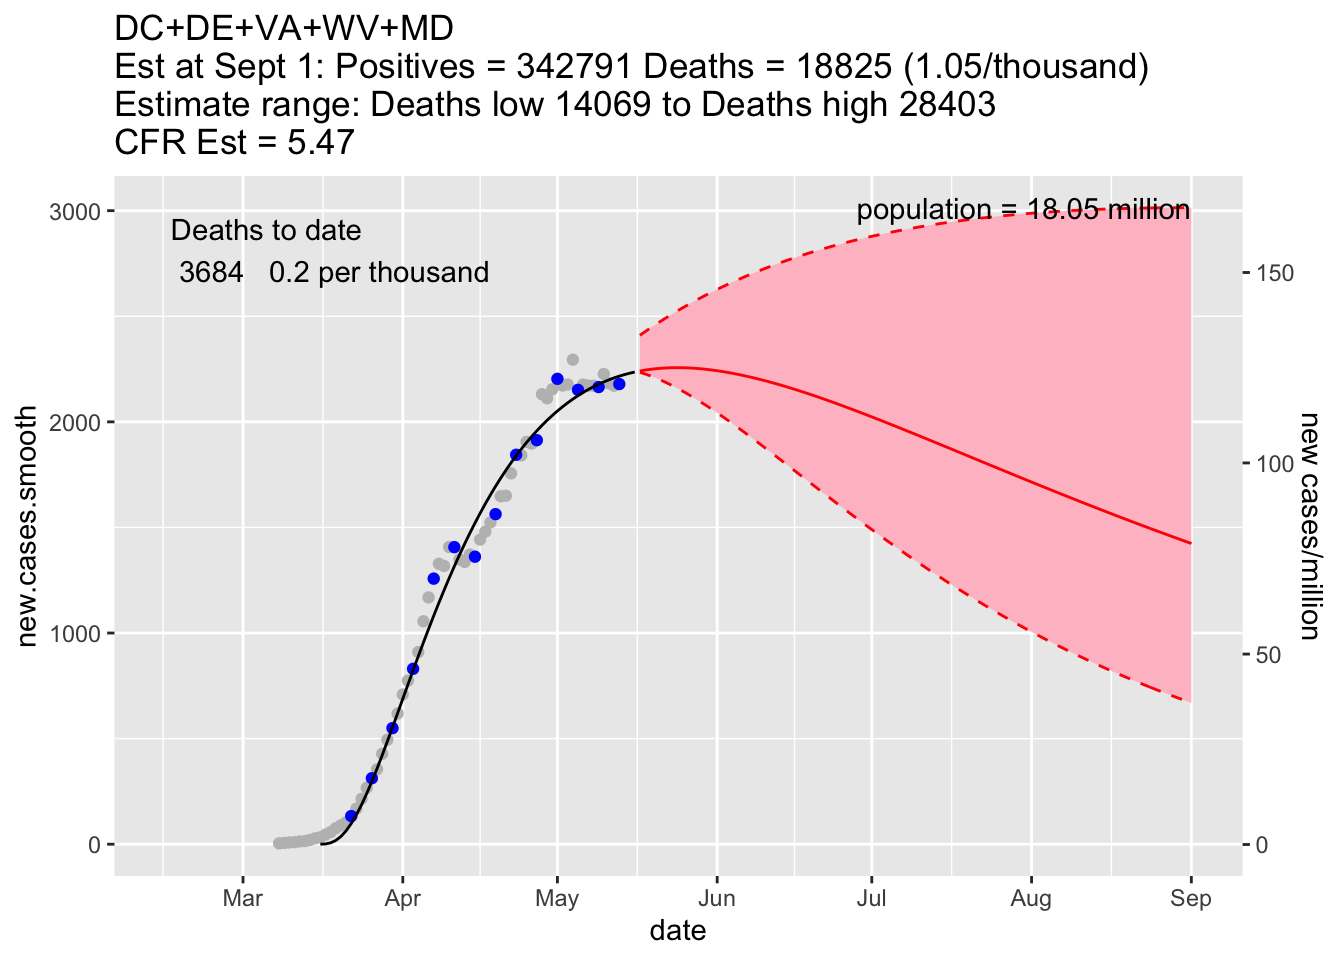 DC+DE+VA+WV+MD
Est at Sept 1: Positives = 342791 Deaths = 18825 (1.05/thousand)
Estimate range: Deaths low 14069 to Deaths high 28403
CFR Est = 5.47
population = 18.05 million
Deaths to date
3684 0.2 per thousand
3000
2000
1000
0
new.cases.smooth
150
100
50
0
new cases/million
Mar Apr May Jun Jul Aug Sep
date